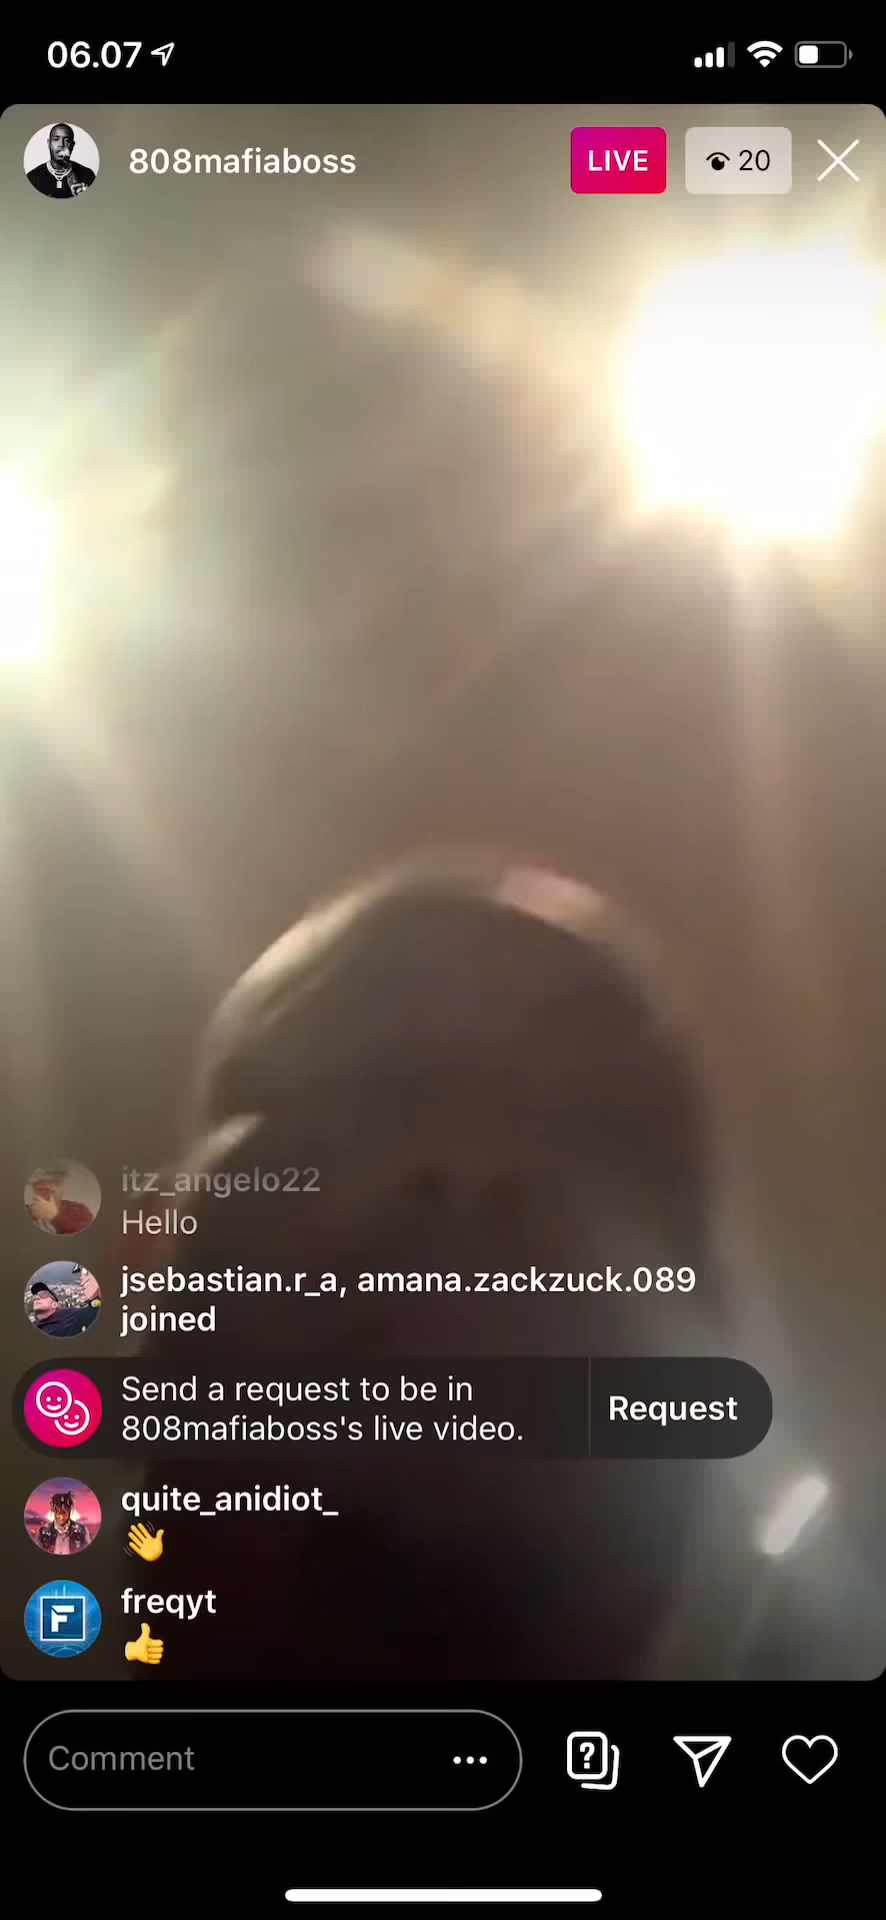 06.07
808mafiaboss
LIVE
20
itz_angelo22
Hello
jsebastian.r_a, amana.zackzuck.089
joined
Send a request to be in
808mafiaboss's live video.
Request
quite_anidiot_
👋
F
freqyt
👍
Comment
?